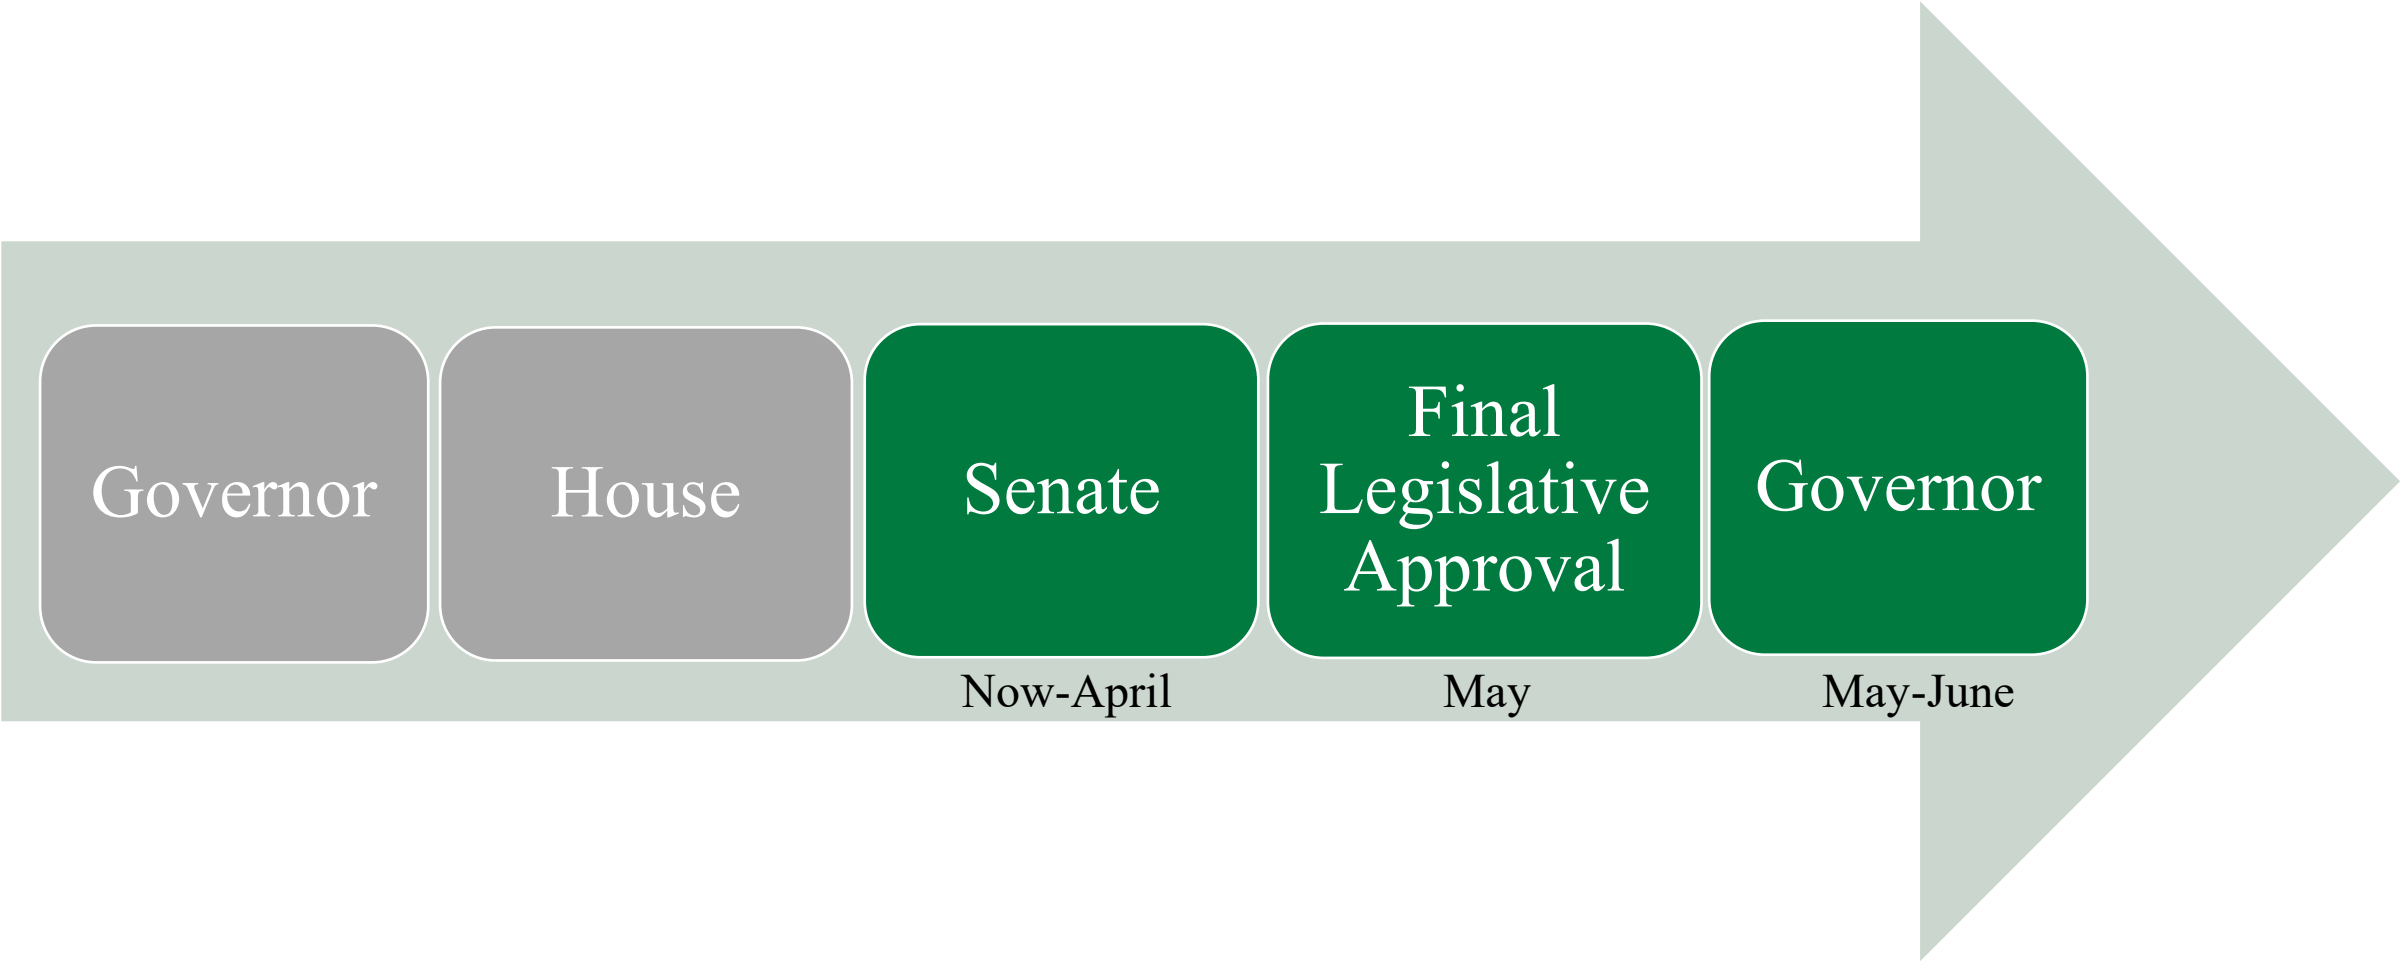 Governor
House
Senate
Final
Legislative
Approval
Governor
Now-April
May
May-June